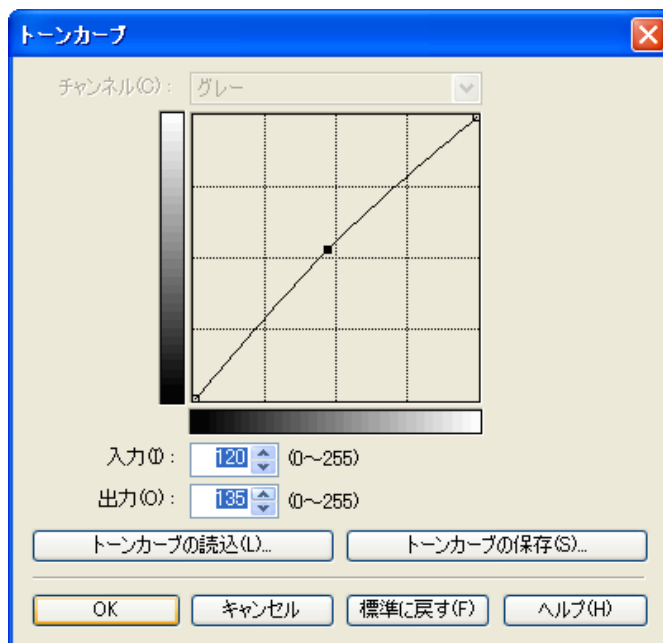 トーンカーブ
チャンネル(C): グレー
入力(I): 120 (0～255)
出力(O): 135 (0～255)
トーンカーブの読込(L)... トーンカーブの保存(S)...
OK キャンセル 標準に戻す(F) ヘルプ(H)